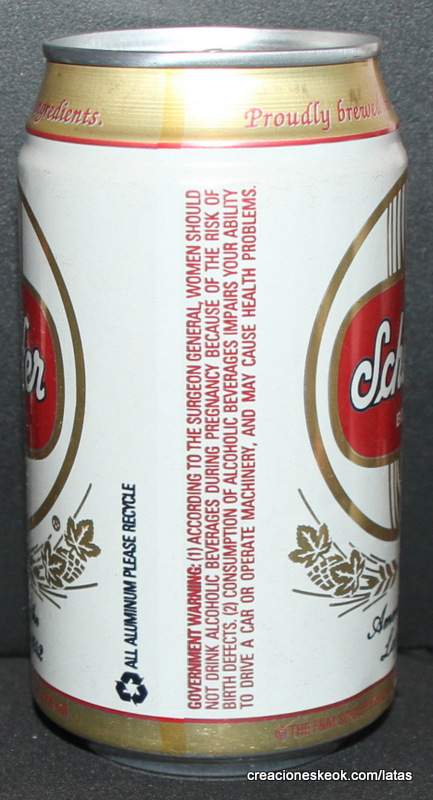 Proudly brewed
ALL ALUMINUM PLEASE RECYCLE
GOVERNMENT WARNING: (1) ACCORDING TO THE SURGEON GENERAL, WOMEN SHOULD
NOT DRINK ALCOHOLIC BEVERAGES DURING PREGNANCY BECAUSE OF THE RISK OF
BIRTH DEFECTS. (2) CONSUMPTION OF ALCOHOLIC BEVERAGES IMPAIRS YOUR ABILITY
TO DRIVE A CAR OR OPERATE MACHINERY, AND MAY CAUSE HEALTH PROBLEMS.
©THE F&M
creacioneskeok.com/latas